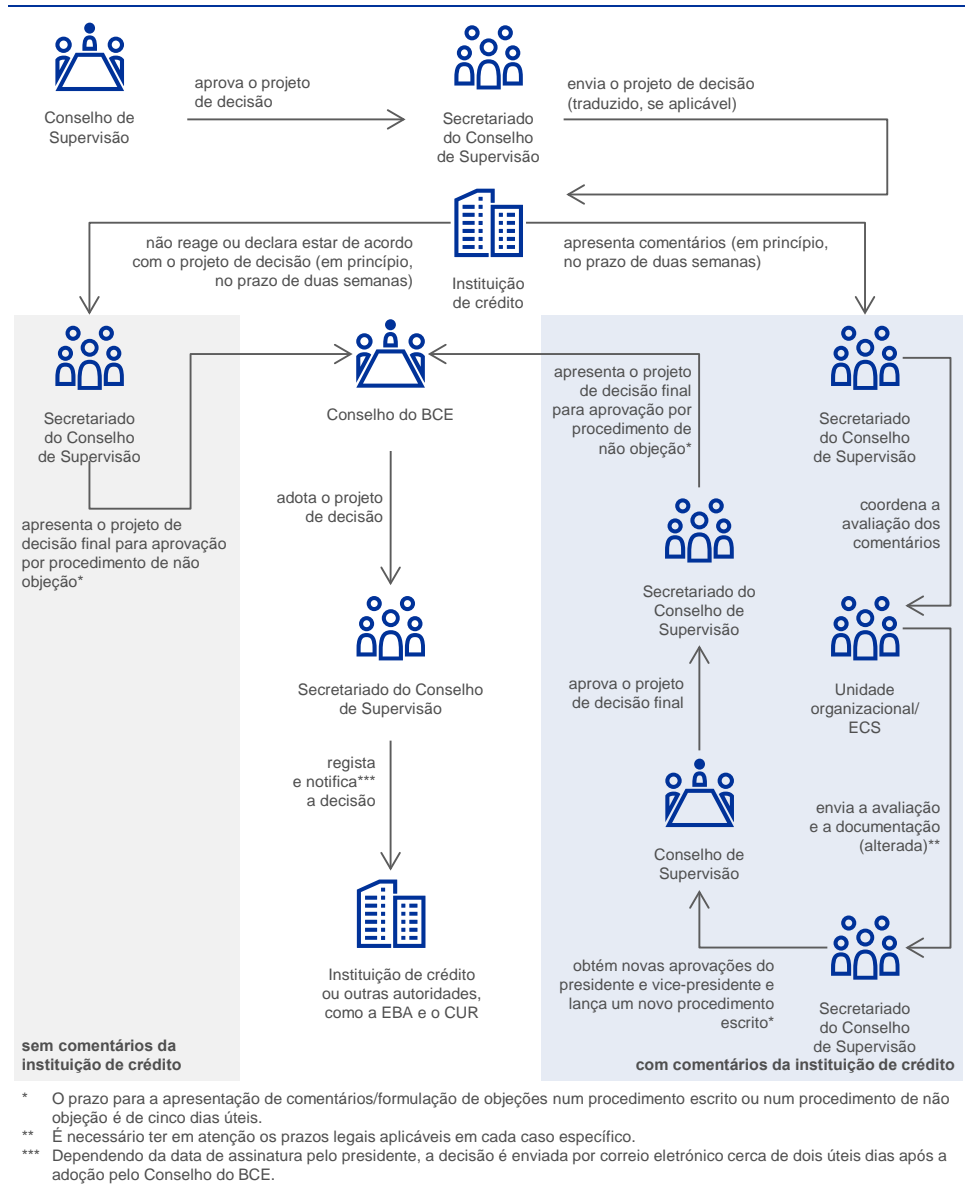 aprova o projeto
de decisão
Conselho de
Supervisão
envia o projeto de decisão
(traduzido, se aplicável)
Secretariado
do Conselho
de Supervisão
não reage ou declara estar de acordo
com o projeto de decisão (em princípio,
no prazo de duas semanas)
apresenta comentários (em princípio,
no prazo de duas semanas)
Instituição
de crédito
Secretariado
do Conselho
de Supervisão
apresenta o projeto de
decisão final para aprovação
por procedimento de não
objeção*
Conselho do BCE
adota o projeto
de decisão
Secretariado do Conselho
de Supervisão
regista
e notifica***
a decisão
Instituição de crédito
ou outras autoridades,
como a EBA e o CUR
apresenta o projeto
de decisão final
para aprovação por
procedimento de
não objeção*
Secretariado
do Conselho
de Supervisão
coordena a
avaliação dos
comentários
Secretariado do
Conselho de
Supervisão
aprova o projeto
de decisão final
Unidade
organizacional/
ECS
envia a avaliação
e a documentação
(alterada)**
Conselho de
Supervisão
obtém novas aprovações do
presidente e vice-presidente e
lança um novo procedimento
escrito*
Secretariado
do Conselho
de Supervisão
sem comentários da
instituição de crédito
com comentários da instituição de crédito
* O prazo para a apresentação de comentários/formulação de objeções num procedimento escrito ou num procedimento de não
objeção é de cinco dias úteis.
** É necessário ter em atenção os prazos legais aplicáveis em cada caso específico.
*** Dependendo da data de assinatura pelo presidente, a decisão é enviada por correio eletrónico cerca de dois úteis dias após a
adoção pelo Conselho do BCE.